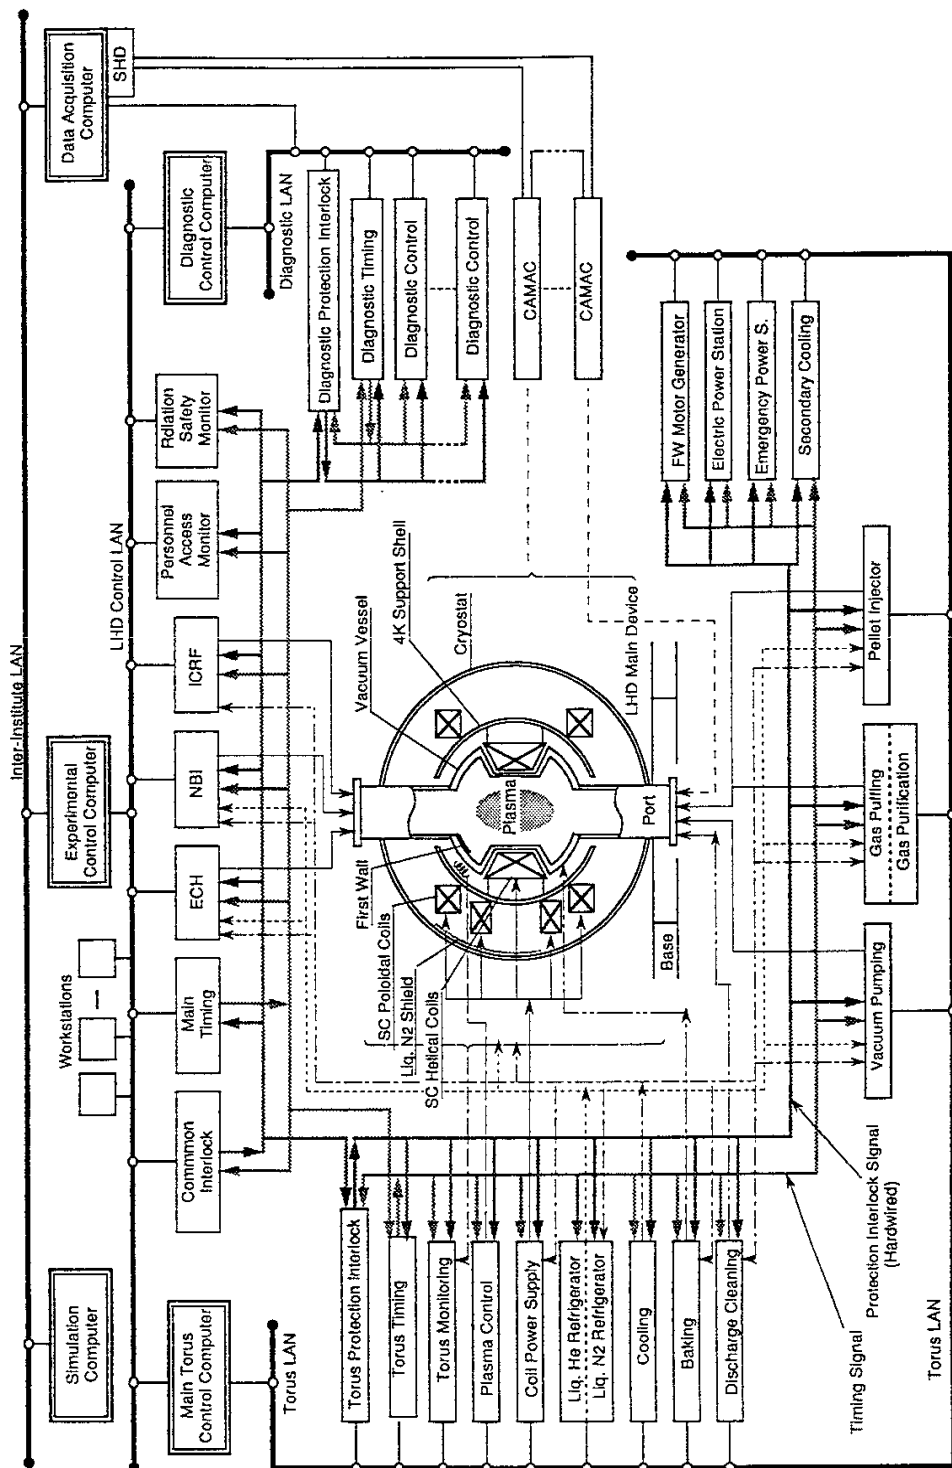 Inter-Institute LAN
Simulation
Computer
Workstations
Experimental
Control Computer
Data Acquisition
Computer
SHD
LHD Control LAN
Main Torus
Control Computer
Commmon
Interlock
Main
Timing
ECH
NBI
ICRF
Personnel
Access
Monitor
Rdiation
Safety
Monitor
Diagnostic
Control Computer
Torus LAN
Diagnostic LAN
Torus Protection Interlock
Torus Timing
Torus Monitoring
Plasma Control
Coil Power Supply
Liq. He Refrigerator
Liq. N2 Refrigerator
Cooling
Baking
Discharge Cleaning
SC Poloidal Coils
Liq. N2 Shield
SC Helical Coils
First Wall
Vacuum Vessel
4K Support Shell
Cryostat
Plasma
Port
Base
LHD Main Device
Diagnostic Protection Interlock
Diagnostic Timing
Diagnostic Control
Diagnostic Control
CAMAC
CAMAC
FW Motor Generator
Electric Power Station
Emergency Power S.
Secondary Cooling
Timing Signal
Protection Interlock Signal
(Hardwired)
Vacuum Pumping
Gas Puffing
Gas Purification
Pellet Injector
Torus LAN